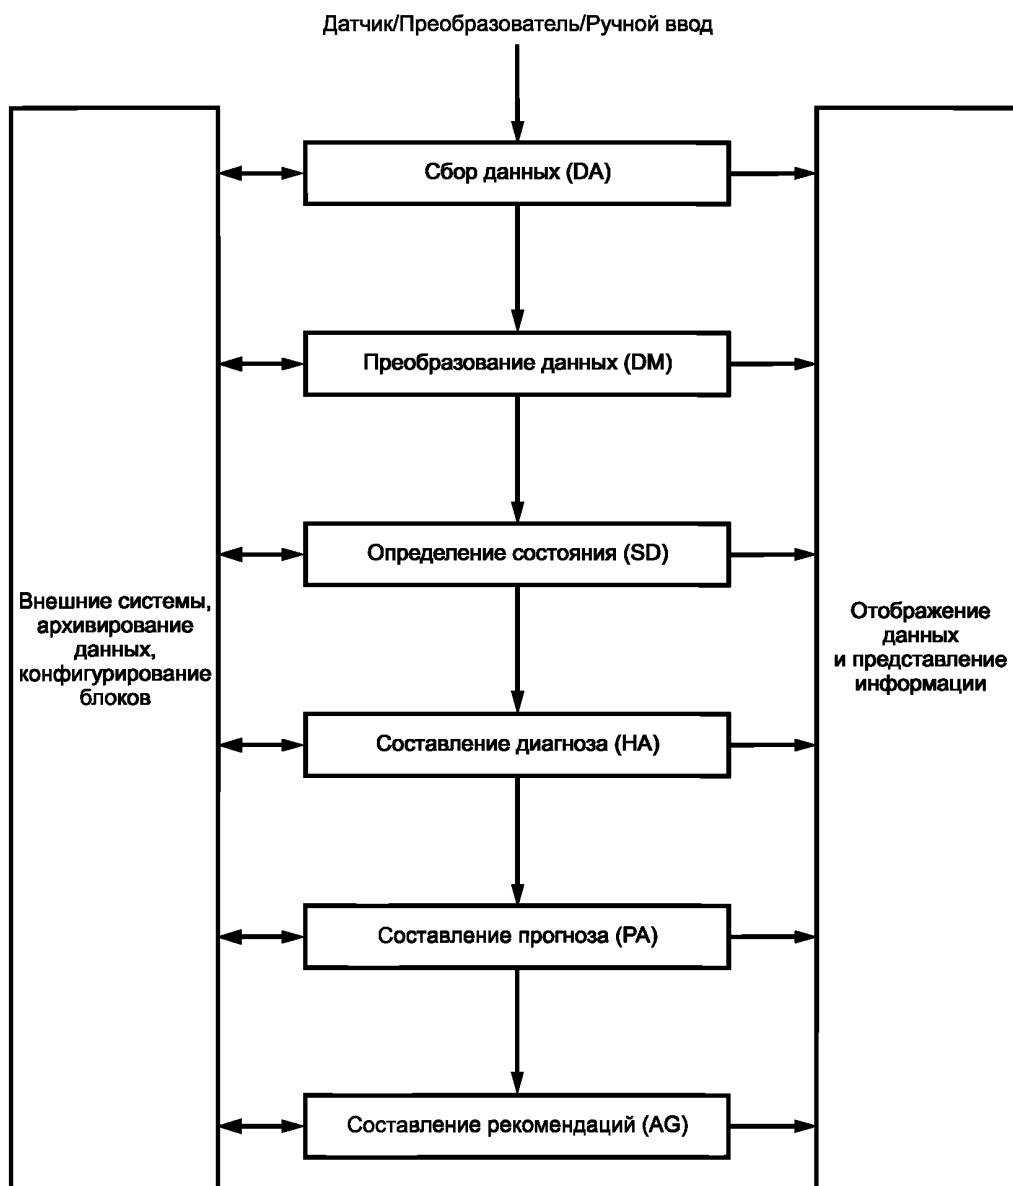 Датчик/Преобразователь/Ручной ввод
Сбор данных (DA)
Преобразование данных (DM)
Определение состояния (SD)
Внешние системы,
архивирование
данных,
конфигурирование
блоков
Отображение
данных
и представление
информации
Составление диагноза (HA)
Составление прогноза (PA)
Составление рекомендаций (AG)